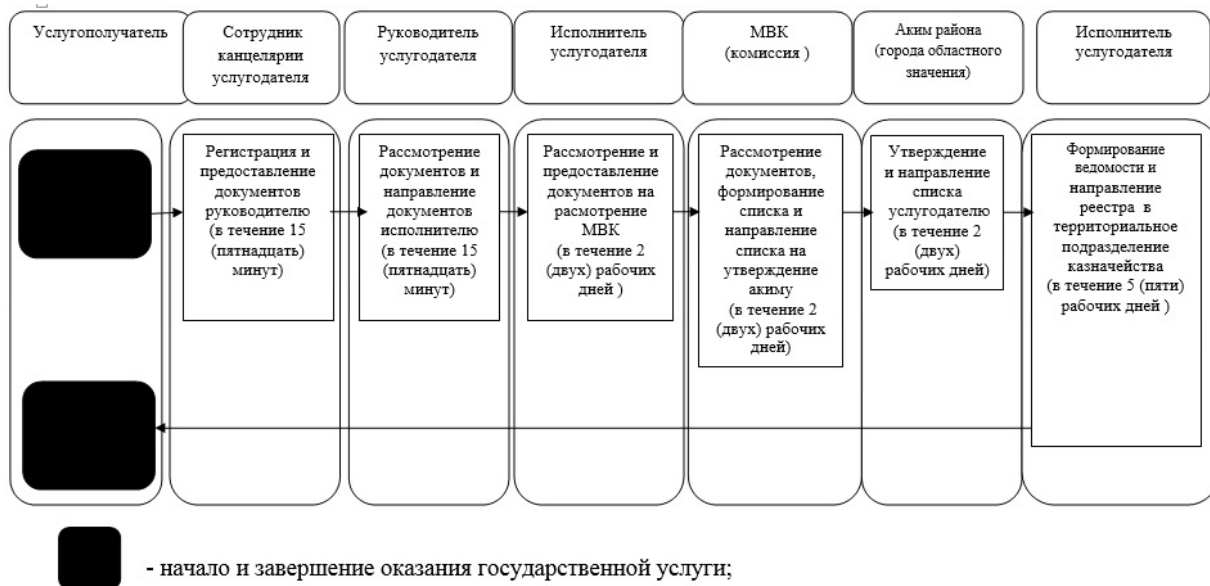 Услугополучатель
Сотрудник
канцелярии
услугодателя
Руководитель
услугодателя
Исполнитель
услугодателя
МВК
(комиссия )
Аким района
(города областного
значения)
Исполнитель
услугодателя
Регистрация и
предоставление
документов
руководителю
(в течение 15
(пятнадцать)
минут)
Рассмотрение
документов и
направление
документов
исполнителю
(в течение 15
(пятнадцать)
минут)
Рассмотрение и
предоставление
документов на
расмотрение
МВК
(в течение 2
(двух) рабочих
дней )
Рассмотрение
документов,
формирование
списка и
направление
списка на
утверждение
акиму
(в течение 2
(двух) рабочих
дней)
Утверждение
и направление
списка
услугодателю
(в течение 2
(двух)
рабочих дней)
Формирование
ведомости и
направление
реестра в
территориальное
подразделение
казначейства
(в течение 5 (пяти)
рабочих дней )
- начало и завершение оказания государственной услуги;